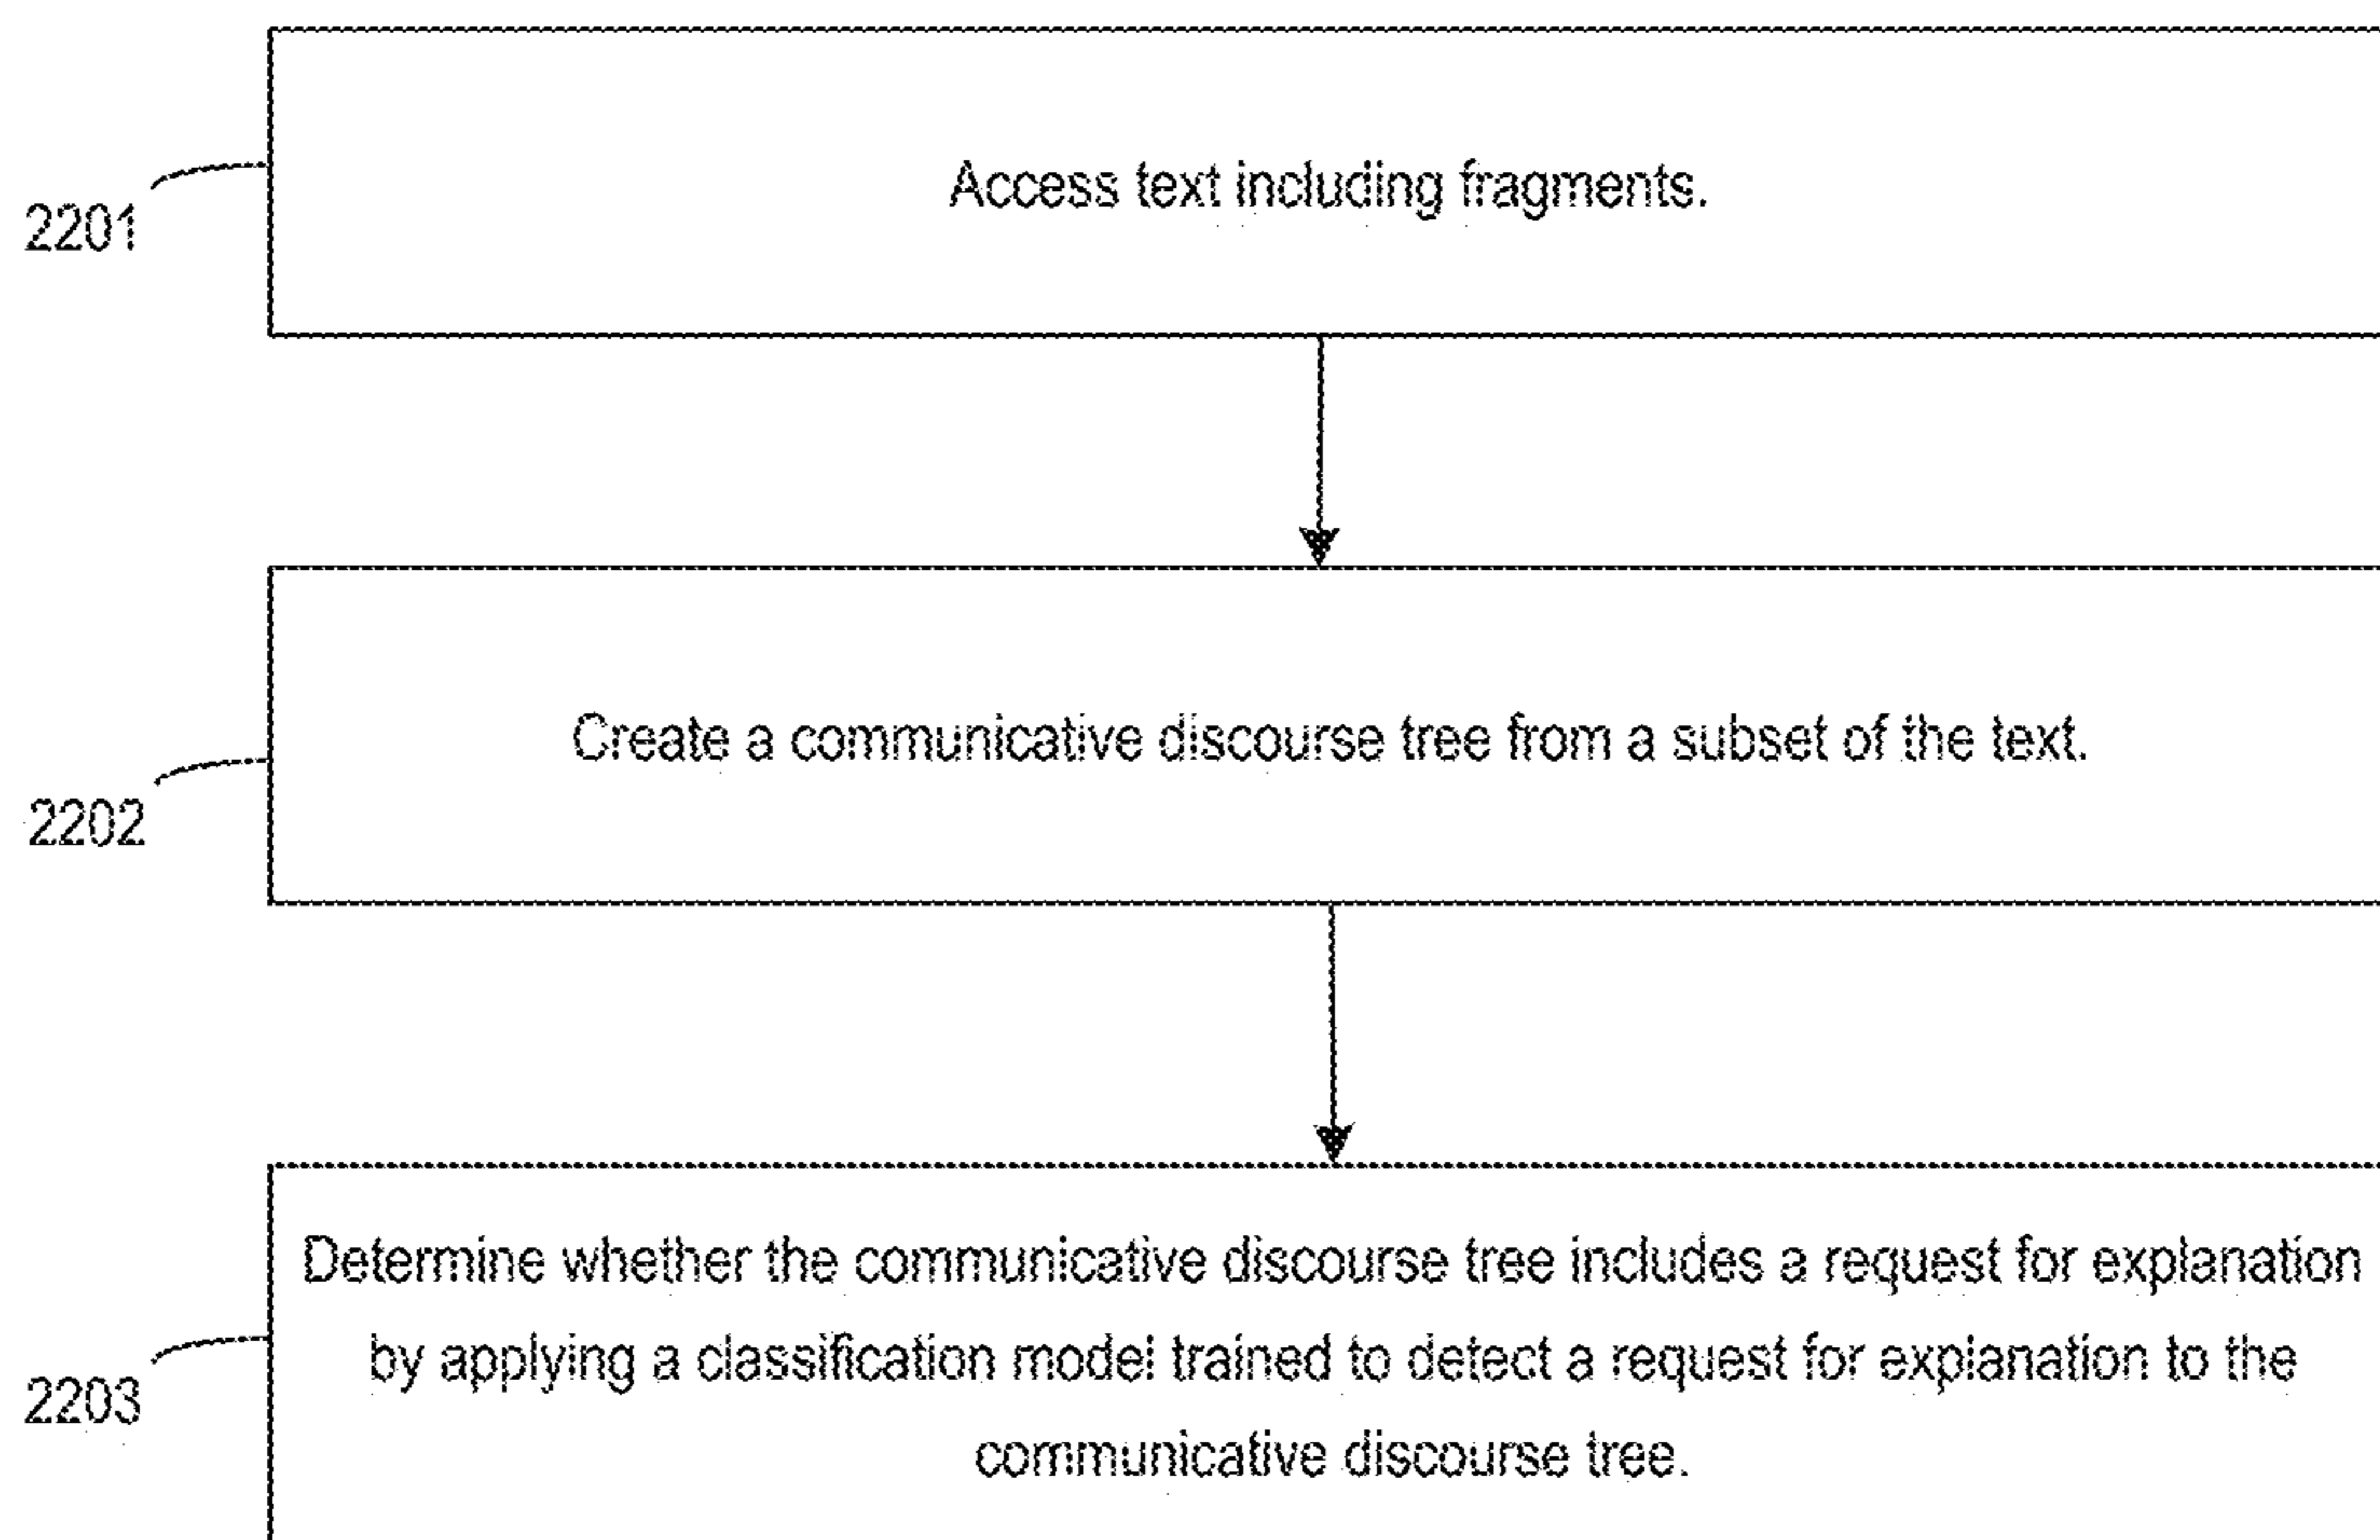 Access text including fragments.
2201
Create a communicative discourse tree from a subset of the text.
2202
Determine whether the communicative discourse tree includes a request for explanation
by applying a classification model trained to detect a request for explanation to the
2203
communicative discourse tree.